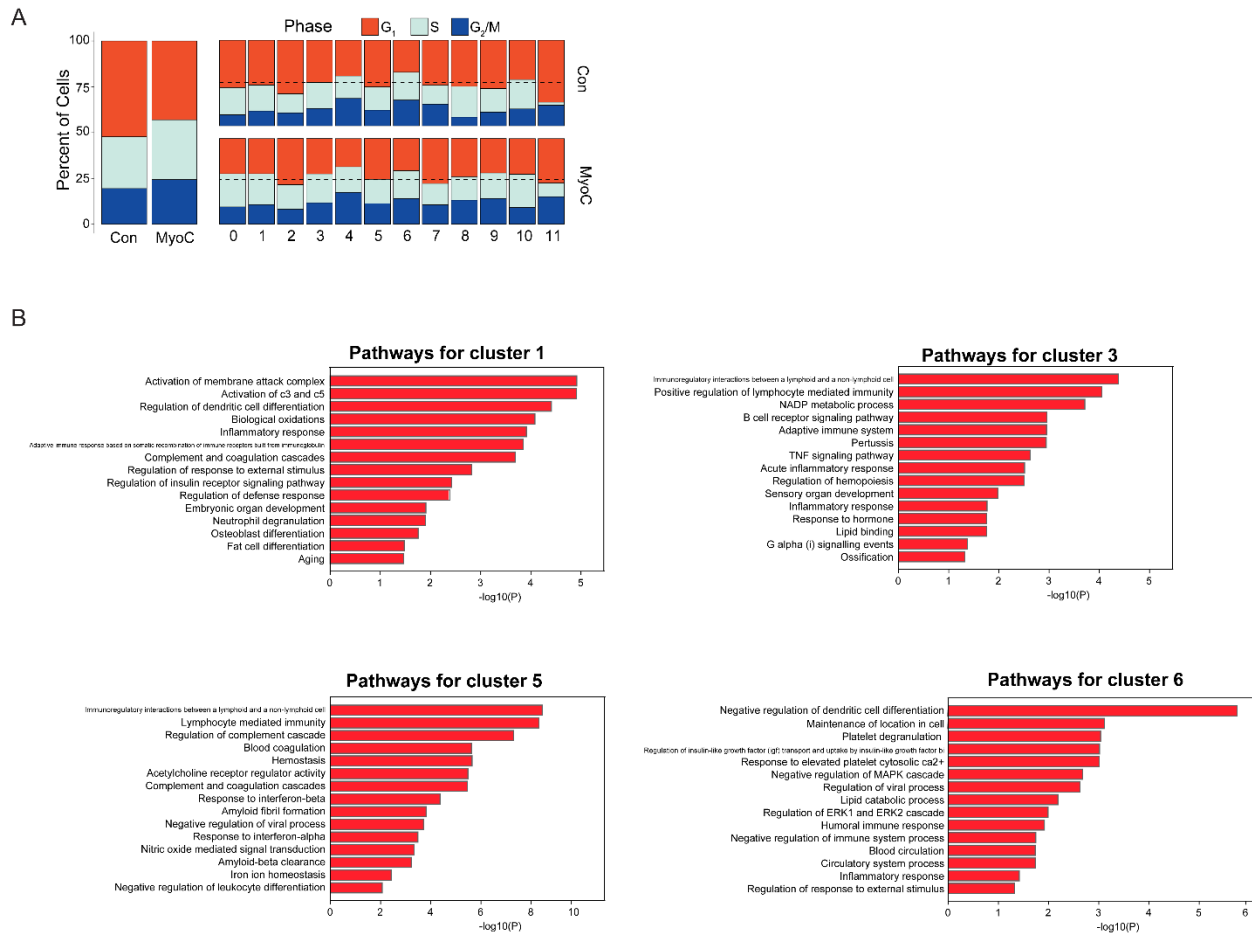 A
Phase G1 S G2/M
Percent of Cells
100
75
50
25
0
Con MyoC
Con
MyoC
0 1 2 3 4 5 6 7 8 9 10 11
B
Pathways for cluster 1
Activation of membrane attack complex
Activation of c3 and c5
Regulation of dendritic cell differentiation
Biological oxidations
Inflammatory response
Adaptive immune response based on somatic recombination of immune receptors built from immunoglobulin
Complement and coagulation cascades
Regulation of response to external stimulus
Regulation of insulin receptor signaling pathway
Regulation of defense response
Embryonic organ development
Neutrophil degranulation
Osteoblast differentiation
Fat cell differentiation
Aging
0 1 2 3 4 5
-log10(P)
Pathways for cluster 3
Immunoregulatory interactions between a lymphoid and a non-lymphoid cell
Positive regulation of lymphocyte mediated immunity
NADP metabolic process
B cell receptor signaling pathway
Adaptive immune system
Pertussis
TNF signaling pathway
Acute inflammatory response
Regulation of hemopoiesis
Sensory organ development
Inflammatory response
Response to hormone
Lipid binding
G alpha (i) signalling events
Ossification
0 1 2 3 4 5
-log10(P)
Pathways for cluster 5
Immunoregulatory interactions between a lymphoid and a non-lymphoid cell
Lymphocyte mediated immunity
Regulation of complement cascade
Blood coagulation
Hemostasis
Acetylcholine receptor regulator activity
Complement and coagulation cascades
Response to interferon-beta
Amyloid fibril formation
Negative regulation of viral process
Response to interferon-alpha
Nitric oxide mediated signal transduction
Amyloid-beta clearance
Iron ion homeostasis
Negative regulation of leukocyte differentiation
0 2 4 6 8 10
-log10(P)
Pathways for cluster 6
Negative regulation of dendritic cell differentiation
Maintenance of location in cell
Platelet degranulation
Regulation of insulin-like growth factor (igf) transport and uptake by insulin-like growth factor bi
Response to elevated platelet cytosolic ca2+
Negative regulation of MAPK cascade
Regulation of viral process
Lipid catabolic process
Regulation of ERK1 and ERK2 cascade
Humoral immune response
Negative regulation of immune system process
Blood circulation
Circulatory system process
Inflammatory response
Regulation of response to external stimulus
0 1 2 3 4 5 6
-log10(P)